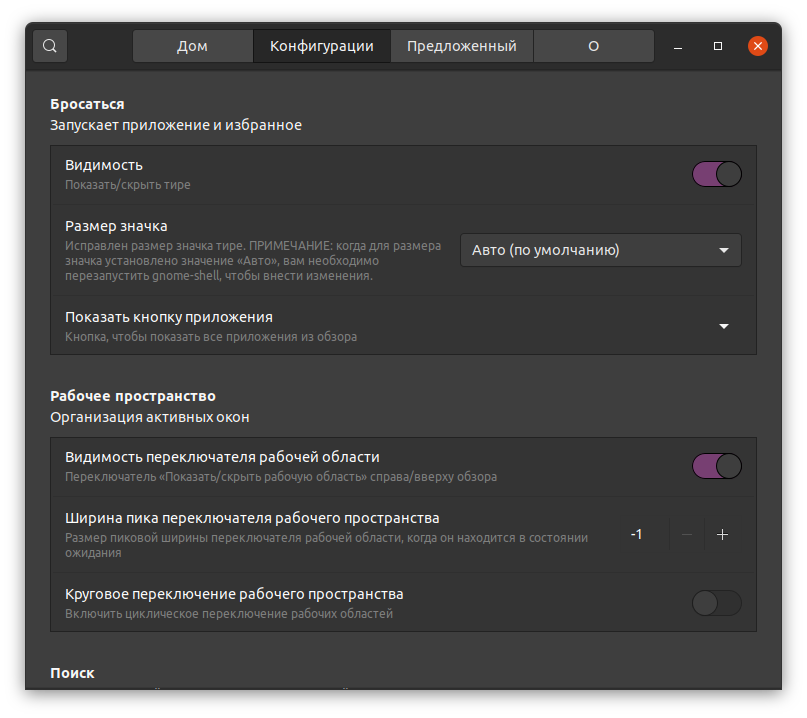 Дом
Конфигурации
Предложенный
О
Бросаться
Запускает приложение и избранное
Видимость
Показать/скрыть тире
Размер значка
Исправлен размер значка тире. ПРИМЕЧАНИЕ: когда для размера
значка установлено значение «Авто», вам необходимо
перезапустить gnome-shell, чтобы внести изменения.
Авто (по умолчанию)
Показать кнопку приложения
Кнопка, чтобы показать все приложения из обзора
Рабочее пространство
Организация активных окон
Видимость переключателя рабочей области
Переключатель «Показать/скрыть рабочую область» справа/вверху обзора
Ширина пика переключателя рабочего пространства
Размер пиковой ширины переключателя рабочей области, когда он находится в состоянии
ожидания
-1
Круговое переключение рабочего пространства
Включить циклическое переключение рабочих областей
Поиск